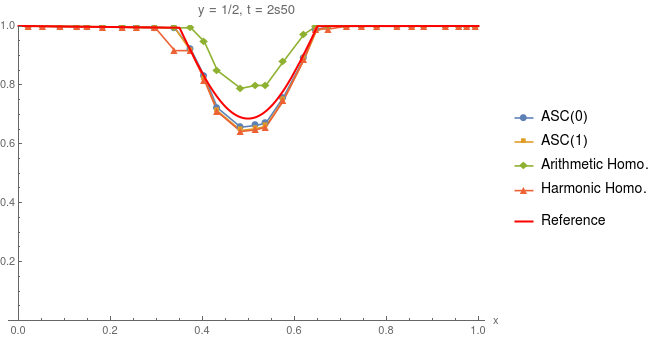 y = 1/2, t = 2s50
1.0
0.8
0.6
0.4
0.2
0.0
0.2
0.4
0.6
0.8
1.0
x
ASC(0)
ASC(1)
Arithmetic Homo.
Harmonic Homo.
Reference